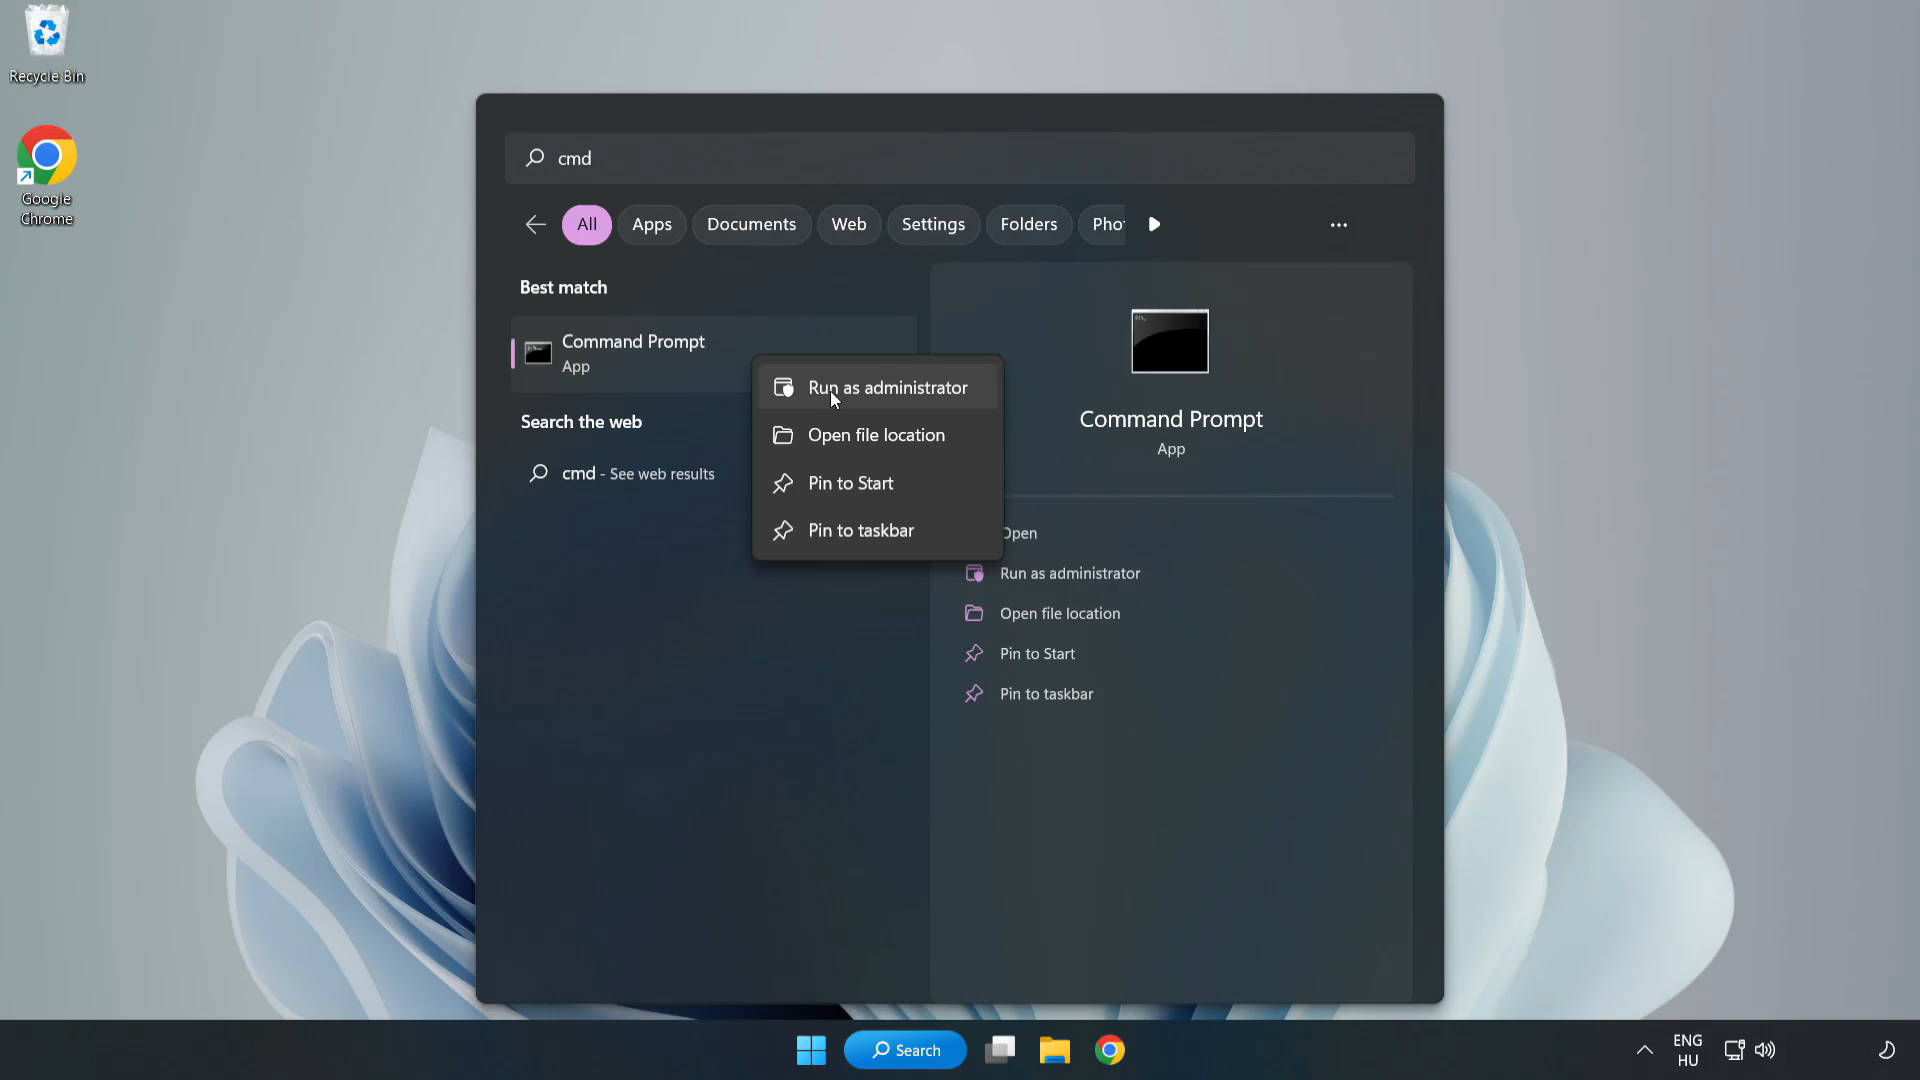 Recycle Bin
Google
Chrome
cmd
All
Apps
Documents
Web
Settings
Folders
Best match
Command Prompt
App
Search the web
cmd - See web results
Run as administrator
Open file location
Pin to Start
Pin to taskbar
Command Prompt
App
Open
Run as administrator
Open file location
Pin to Start
Pin to taskbar
Search
ENG
HU